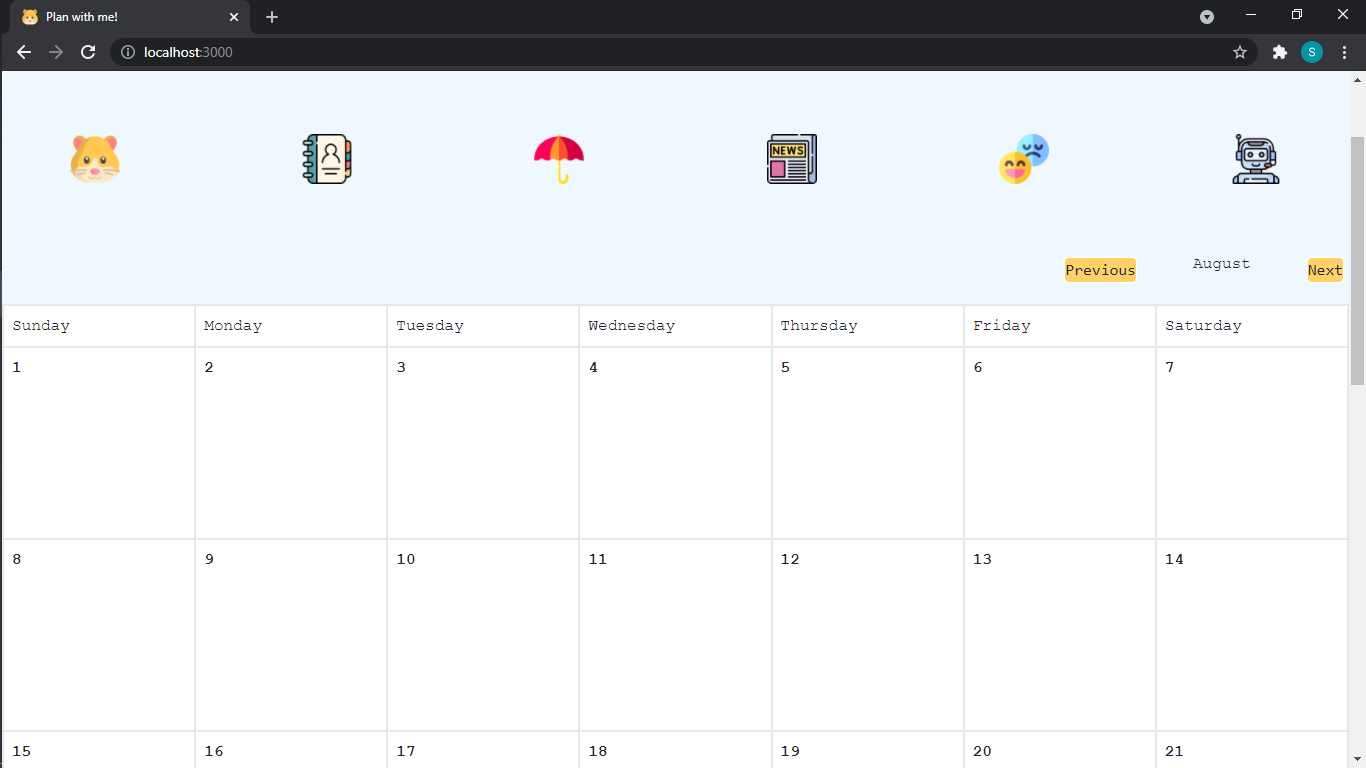 Plan with me!
localhost:3000
S
NEWS
Previous August Next
Sunday Monday Tuesday Wednesday Thursday Friday Saturday
1 2 3 4 5 6 7
8 9 10 11 12 13 14
15 16 17 18 19 20 21